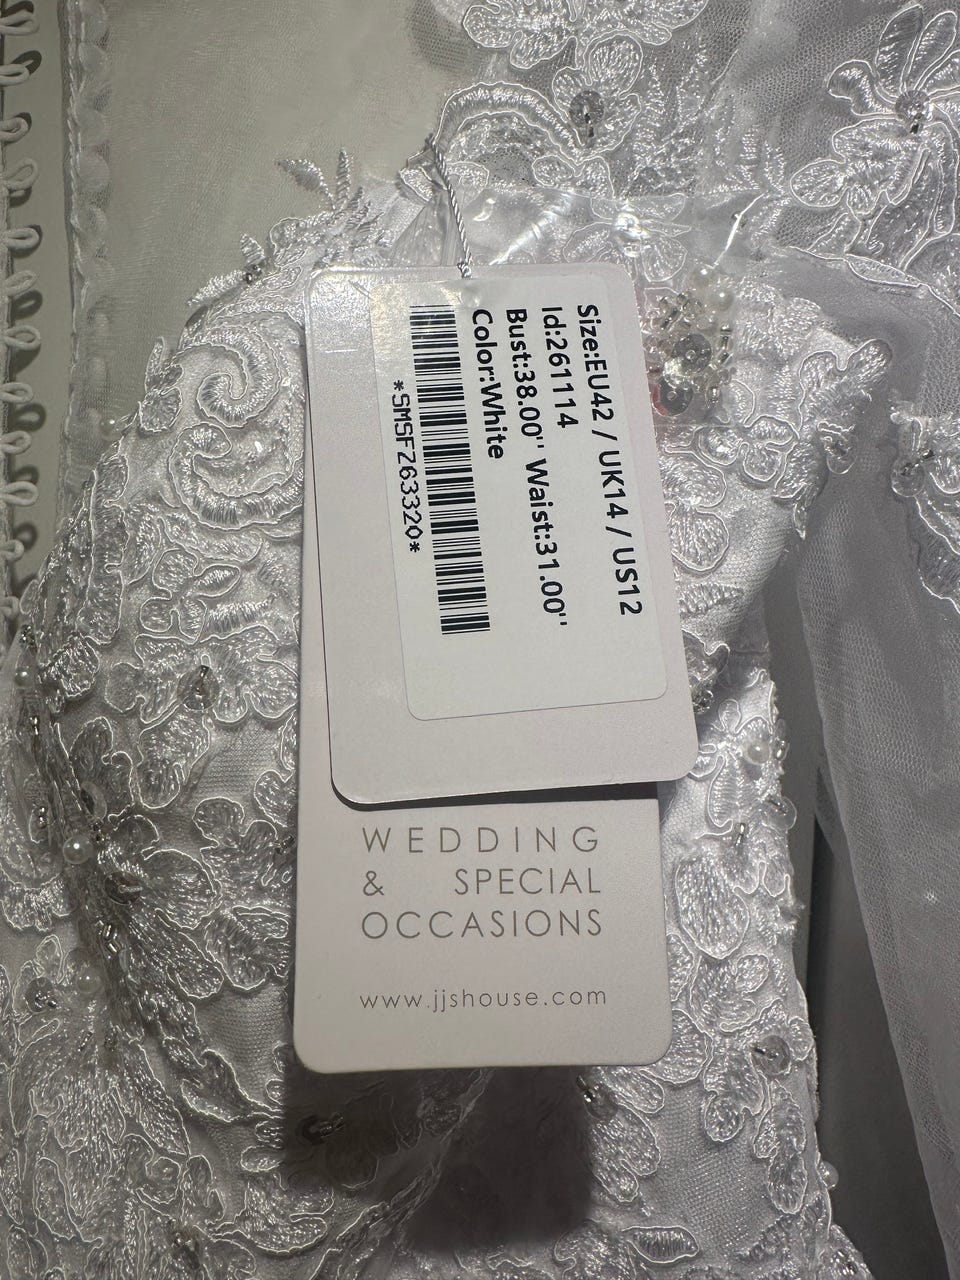 Size:EU42 / UK14 / US12
Id:261114
Bust:38.00'' Waist:31.00''
Color:White
*SMSFZ63320*
WEDDING
& SPECIAL
OCCASIONS
www.jjshouse.com